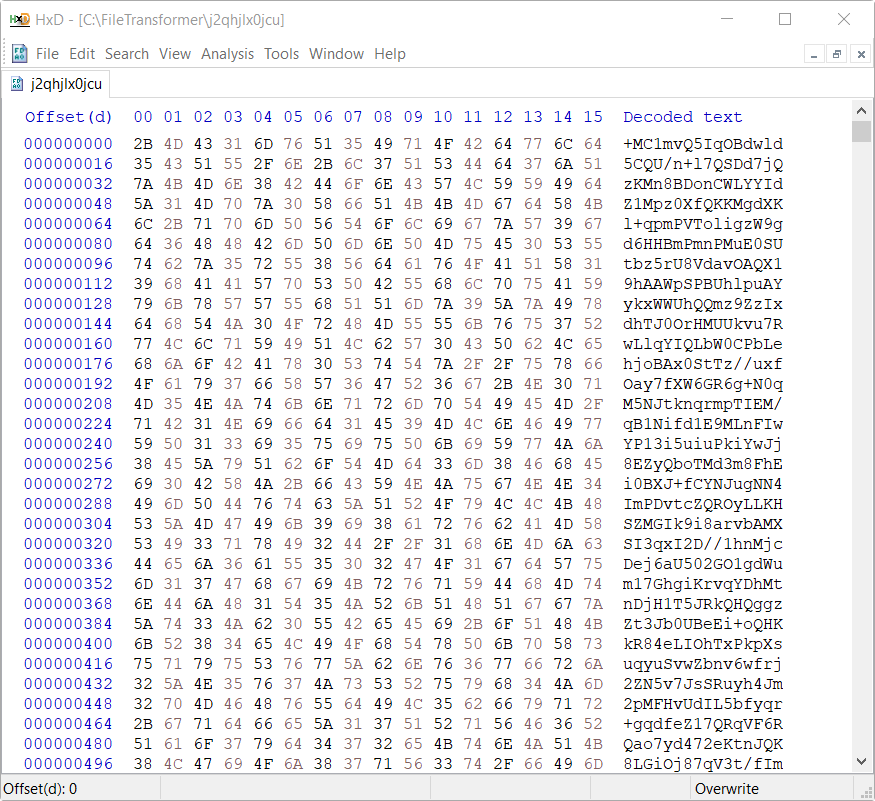 HxD - [C:\FileTransformer\j2qhjlx0jcu]
File Edit Search View Analysis Tools Window Help
j2qhjlx0jcu
Offset(d) 00 01 02 03 04 05 06 07 08 09 10 11 12 13 14 15 Decoded text
000000000 2B 4D 43 31 6D 76 51 35 49 71 4F 42 64 77 6C 64 +MC1mvQ5IqOBdwld
000000016 35 43 51 55 2F 6E 2B 6C 37 51 53 44 64 37 6A 51 5CQU/n+l7QSDd7jQ
000000032 7A 4B 4D 6E 38 42 44 6F 6E 43 57 4C 59 59 49 64 zKMn8BDonCWLYYId
000000048 5A 31 4D 70 7A 30 58 66 51 4B 4B 4D 67 64 58 4B Z1Mpz0XfQKKMgdXK
000000064 6C 2B 71 70 6D 50 56 54 6F 6C 69 67 7A 57 39 67 l+qpmPVToligzW9g
000000080 64 36 48 48 42 6D 50 6D 6E 50 4D 75 45 30 53 55 d6HHBmPmnPMuE0SU
000000096 74 62 7A 35 72 55 38 56 64 61 76 4F 41 51 58 31 tbz5rU8VdavOAQX1
000000112 39 68 41 41 57 70 53 50 42 55 68 6C 70 75 41 59 9hAAWpSPBUhlpuAY
000000128 79 6B 78 57 57 55 68 51 51 6D 7A 39 5A 7A 49 78 ykxWWUhQQmz9ZzIx
000000144 64 68 54 4A 30 4F 72 48 4D 55 55 6B 76 75 37 52 dhTJ0OrHMUUkvu7R
000000160 77 4C 6C 71 59 49 51 4C 62 57 30 43 50 62 4C 65 wLlqYIQLbW0CPbLe
000000176 68 6A 6F 42 41 78 30 53 74 54 7A 2F 2F 75 78 66 hjoBAx0StTz//uxf
000000192 4F 61 79 37 66 58 57 36 47 52 36 67 2B 4E 30 71 Oay7fXW6GR6g+N0q
000000208 4D 35 4E 4A 74 6B 6E 71 72 6D 70 54 49 45 4D 2F M5NJtknqrmpTIEM/
000000224 71 42 31 4E 69 66 64 31 45 39 4D 4C 6E 46 49 77 qB1Nifd1E9MLnFIw
000000240 59 50 31 33 69 35 75 69 75 50 6B 69 59 77 4A 6A YP13i5uiuPkiYwJj
000000256 38 45 5A 79 51 62 6F 54 4D 64 33 6D 38 46 68 45 8EZyQboTMd3m8FhE
000000272 69 30 42 58 4A 2B 66 43 59 4E 4A 75 67 4E 4E 34 i0BXJ+fCYNJugNN4
000000288 49 6D 50 44 76 74 63 5A 51 52 4F 79 4C 4C 4B 48 ImPDvtcZQROyLLKH
000000304 53 5A 4D 47 49 6B 39 69 38 61 72 76 62 41 4D 58 SZMGIk9i8arvbAMX
000000320 53 49 33 71 78 49 32 44 2F 2F 31 68 6E 4D 6A 63 SI3qxI2D//1hnMjc
000000336 44 65 6A 36 61 55 35 30 32 47 4F 31 67 64 57 75 Dej6aU502GO1gdWu
000000352 6D 31 37 47 68 67 69 4B 72 76 71 59 44 68 4D 74 m17GhgiKrvqYDhMt
000000368 6E 44 6A 48 31 54 35 4A 52 6B 51 48 51 67 67 7A nDjH1T5JRkQHQggz
000000384 5A 74 33 4A 62 30 55 42 65 45 69 2B 6F 51 48 4B Zt3Jb0UBeEi+oQHK
000000400 6B 52 38 34 65 4C 49 4F 68 54 78 50 6B 70 58 73 kR84eLIOhTxPkpXs
000000416 75 71 79 75 53 76 77 5A 62 6E 76 36 77 66 72 6A uqyuSvwZbnv6wfrj
000000432 32 5A 4E 35 76 37 4A 73 53 52 75 79 68 34 4A 6D 2ZN5v7JsSRuyh4Jm
000000448 32 70 4D 46 48 76 55 64 49 4C 35 62 66 79 71 72 2pMFHvUdIL5bfyqr
000000464 2B 67 71 64 66 65 5A 31 37 51 52 71 56 46 36 52 +gqdfeZ17QRqVF6R
000000480 51 61 6F 37 79 64 34 37 32 65 4B 74 6E 4A 51 4B Qao7yd472eKtnJQK
000000496 38 4C 47 69 4F 6A 38 37 71 56 33 74 2F 66 49 6D 8LGiOj87qV3t/fIm
Offset(d): 0 Overwrite